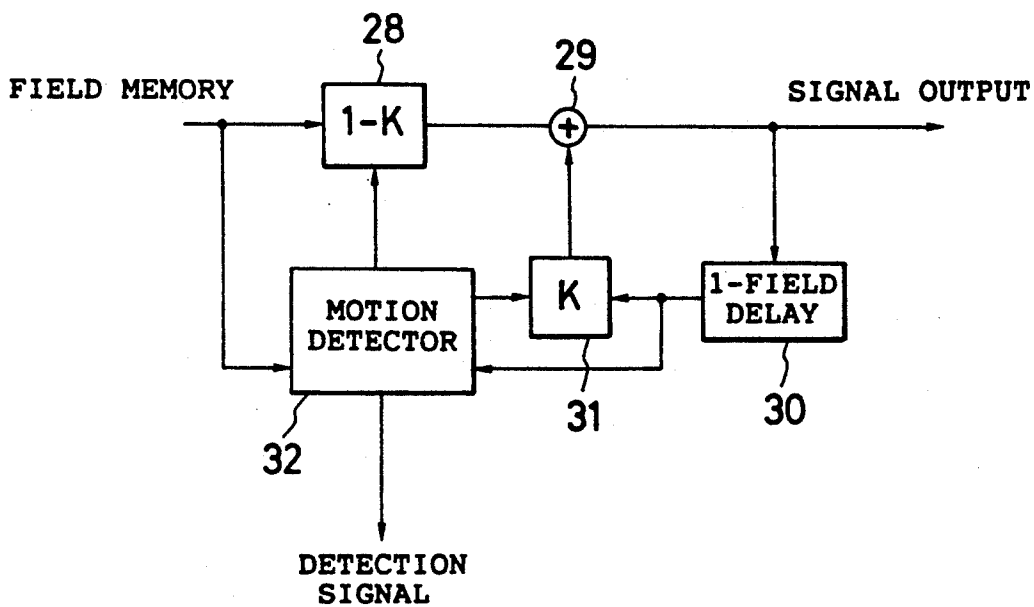 28
29
FIELD MEMORY
SIGNAL OUTPUT
1-K
+
MOTION
DETECTOR
K
1-FIELD
DELAY
32
31
30
DETECTION
SIGNAL